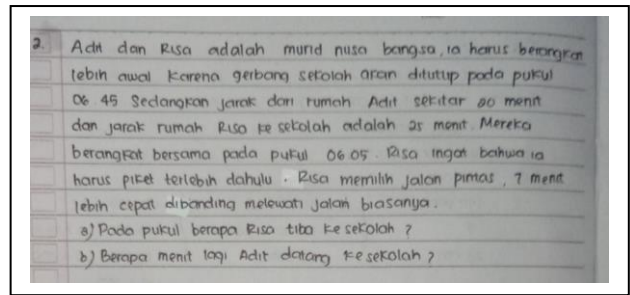 2. Adit dan Risa adalah murid nusa bangsa, ia harus berangkat
lebih awal karena gerbang sekolah akan ditutup pada pukul
06 45 Sedangkan jarak dari rumah Adit sekitar 20 menit
dan jarak rumah Risa ke sekolah adalah 25 menit. Mereka
berangkat bersama pada pukul 06.05. Risa ingat bahwa ia
harus piket terlebih dahulu. Risa memilih jalan pintas, 7 menit
lebih cepat dibanding melewati jalan biasanya.
a) Pada pukul berapa Risa tiba ke sekolah?
b) Berapa menit lagi Adit datang ke sekolah?